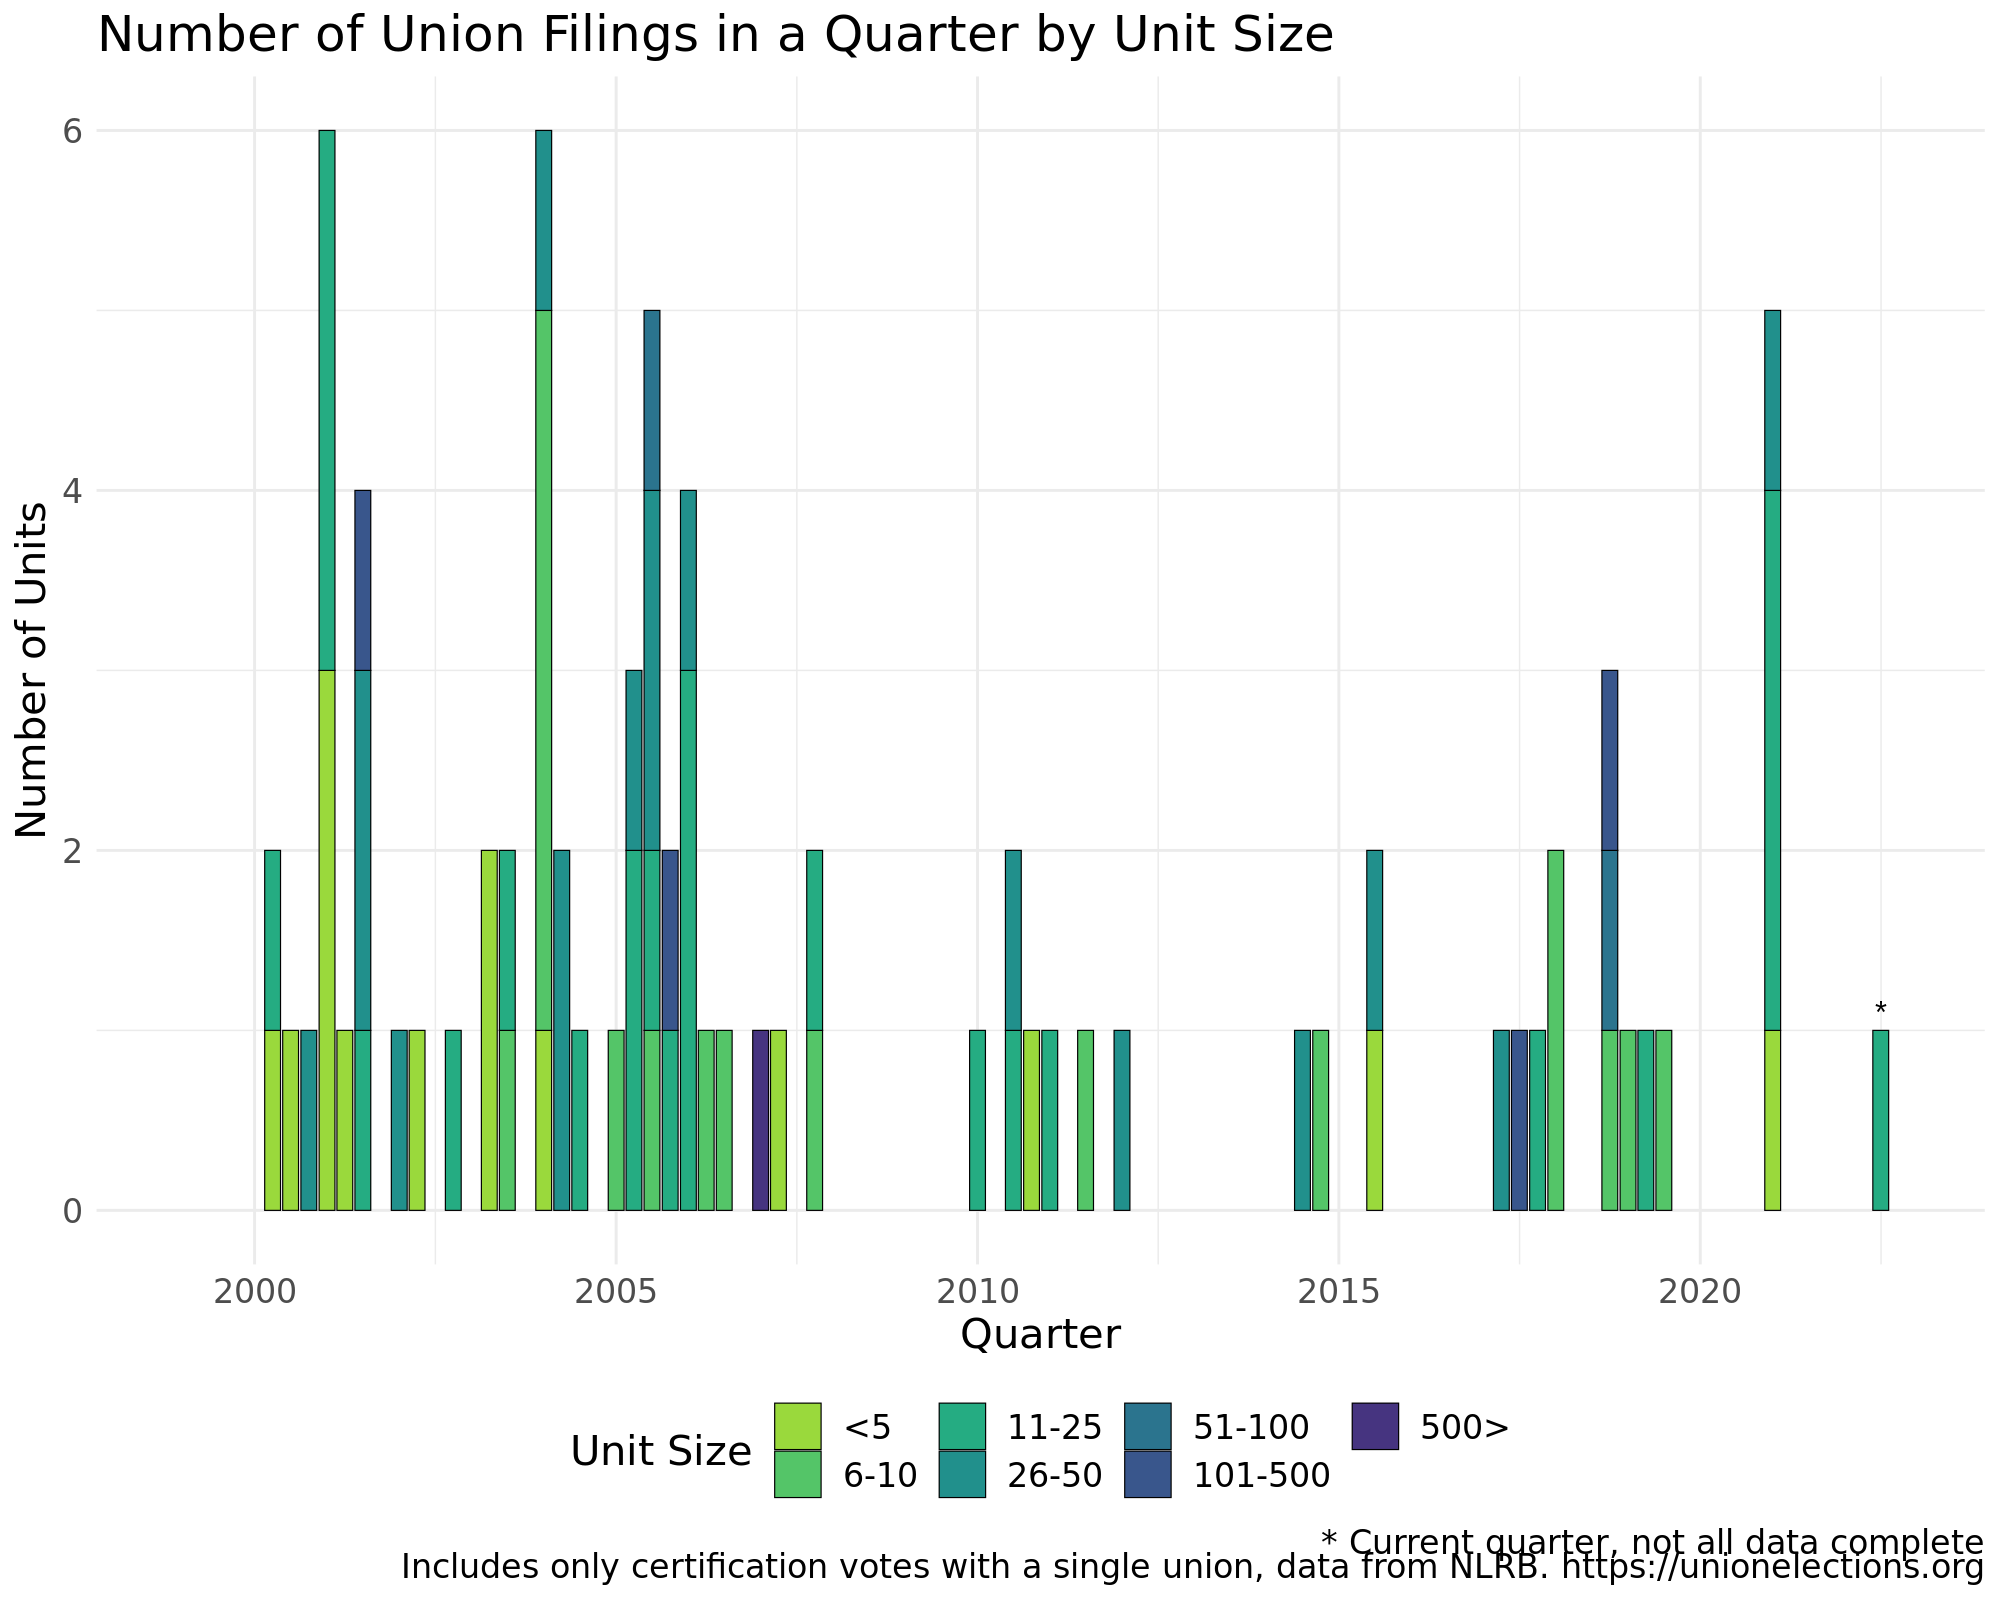 Number of Union Filings in a Quarter by Unit Size
Number of Units
6
4
2
0
*
2000 2005 2010 2015 2020
Quarter
Unit Size
<5 11-25 51-100 500>
6-10 26-50 101-500
* Current quarter, not all data complete
Includes only certification votes with a single union, data from NLRB. https://unionelections.org